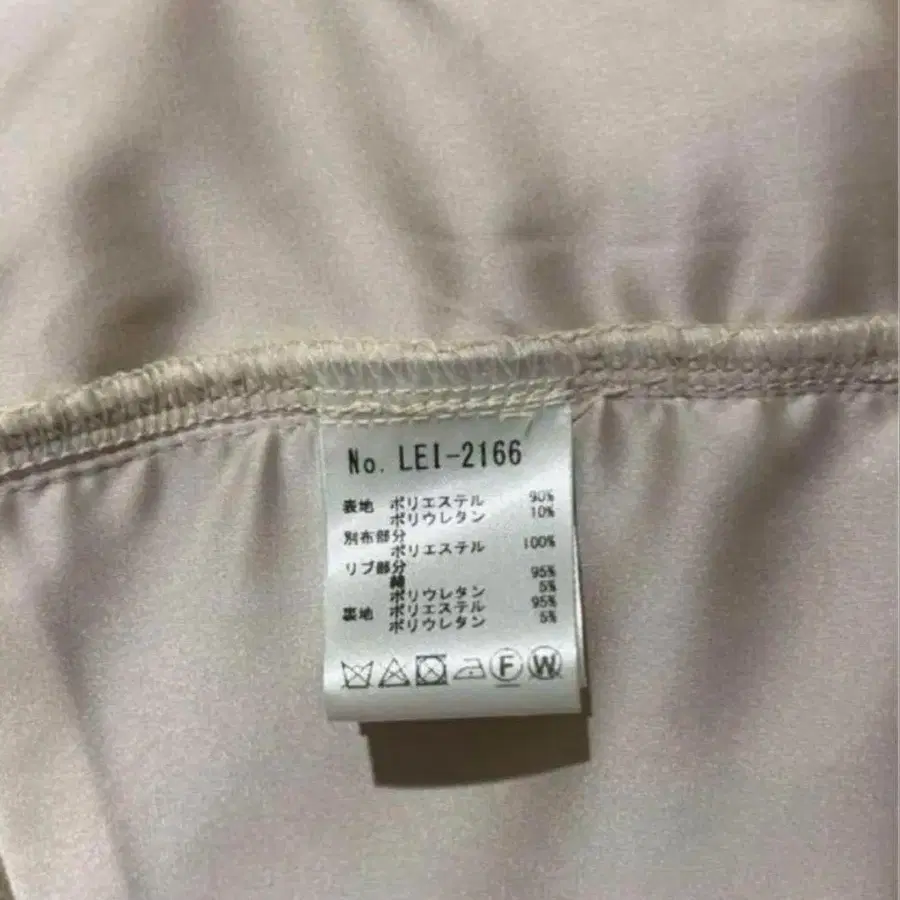 No. LEI-2166
表地 ポリエステル 90%
ポリウレタン 10%
別布部分
ポリエステル 100%
リブ部分
綿 95%
ポリウレタン 5%
裏地 ポリエステル 95%
ポリウレタン 5%
F W